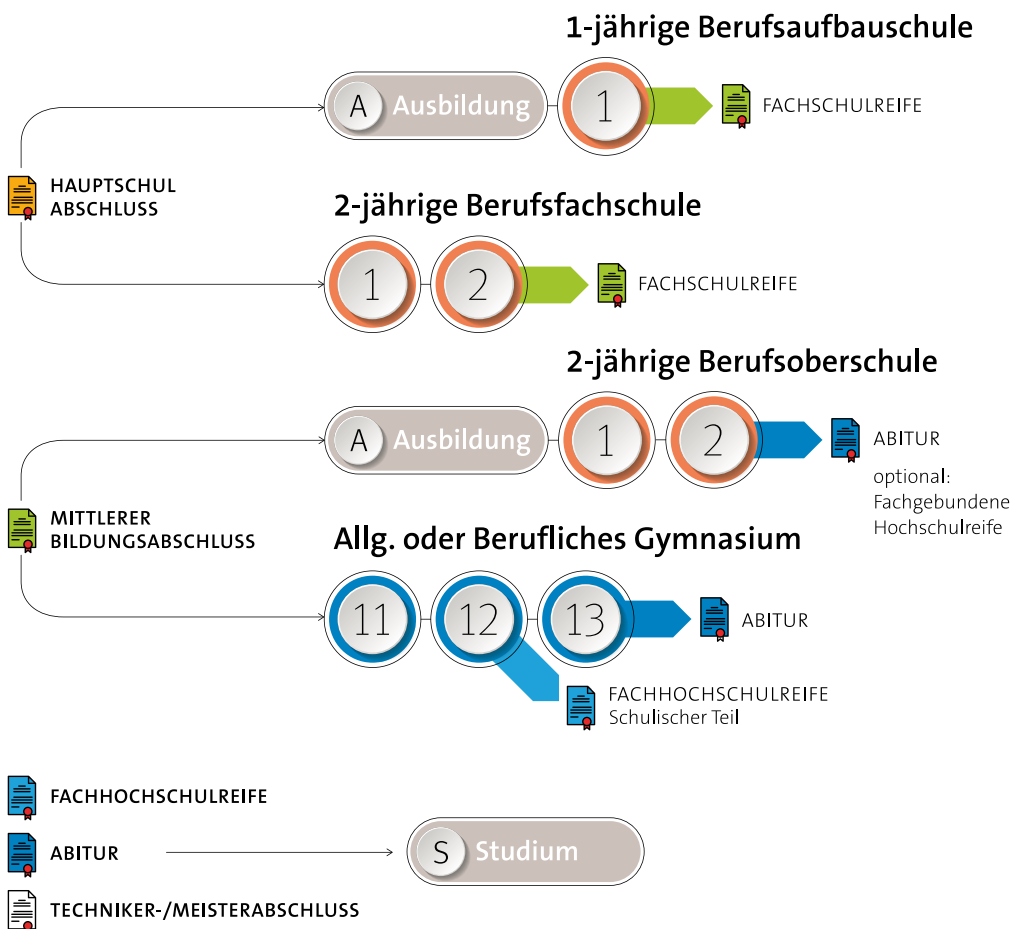 1-jährige Berufsaufbauschule
A Ausbildung 1 FACHSCHULREIFE
HAUPTSCHUL
ABSCHLUSS
2-jährige Berufsfachschule
1 2 FACHSCHULREIFE
2-jährige Berufsoberschule
A Ausbildung 1 2 ABITUR
optional:
Fachgebundene
Hochschulreife
MITTLERER
BILDUNGSABSCHLUSS
Allg. oder Berufliches Gymnasium
11 12 13 ABITUR
FACHHOCHSCHULREIFE
Schulischer Teil
FACHHOCHSCHULREIFE
ABITUR
S Studium
TECHNIKER-/MEISTERABSCHLUSS